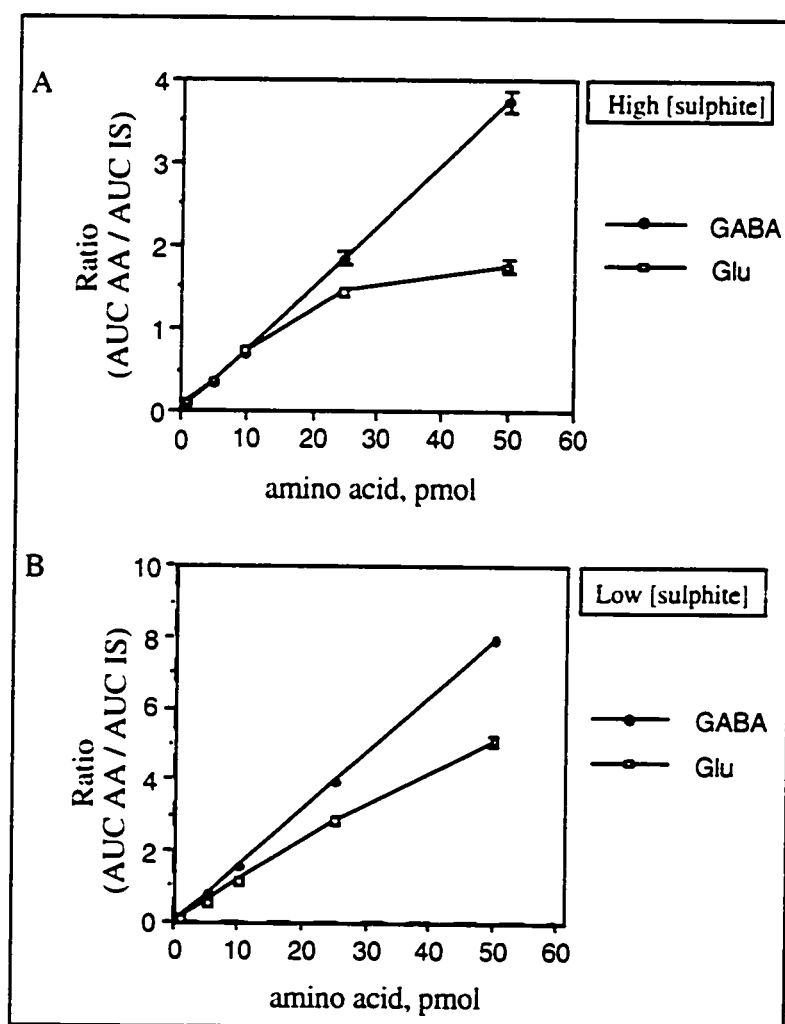 A
High [sulphite]
Ratio
(AUC AA / AUC IS)
4
3
2
1
0
0 10 20 30 40 50 60
amino acid, pmol
GABA
Glu
B
Low [sulphite]
Ratio
(AUC AA / AUC IS)
10
8
6
4
2
0
0 10 20 30 40 50 60
amino acid, pmol
GABA
Glu